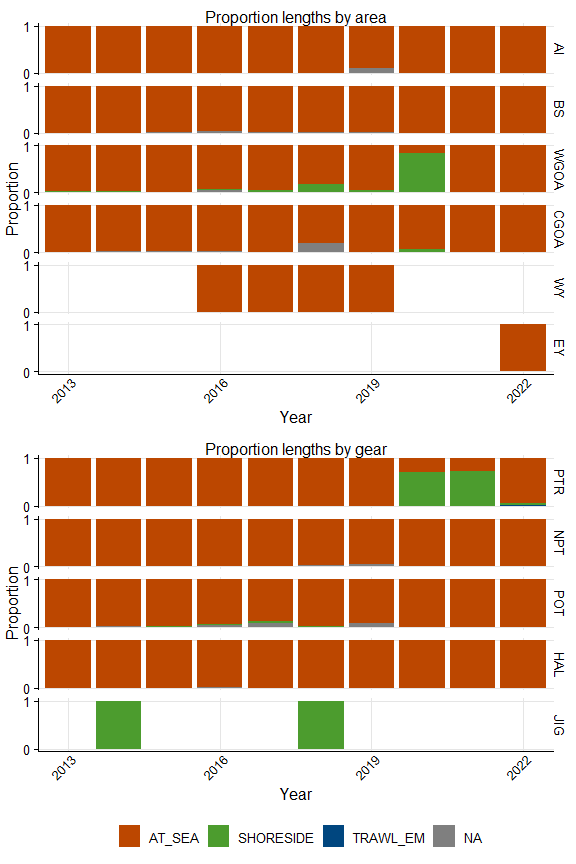 Proportion lengths by area
1
0
AI
1
0
BS
1
0
WGOA
1
0
CGOA
1
0
WY
1
0
EY
Proportion
2013 2016 2019 2022
Year
Proportion lengths by gear
1
0
PTR
1
0
NPT
1
0
POT
1
0
HAL
1
0
JIG
Proportion
2013 2016 2019 2022
Year
AT_SEA SHORESIDE TRAWL_EM NA